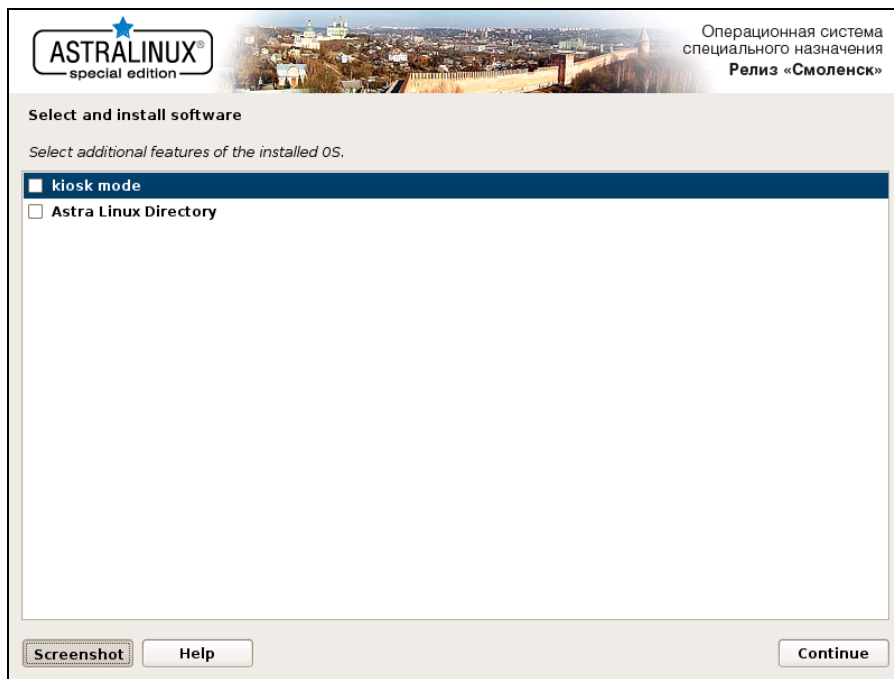 ASTRALINUX®
special edition
Операционная система
специального назначения
Релиз «Смоленск»
Select and install software
Select additional features of the installed OS.
kiosk mode
Astra Linux Directory
Screenshot
Help
Continue